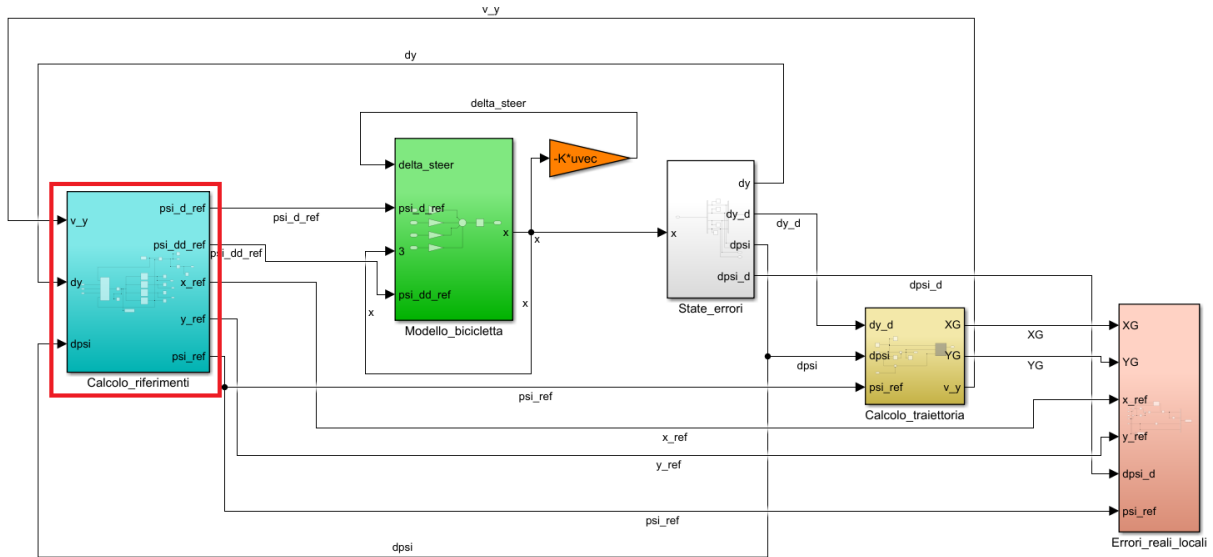 v_y
dy
delta_steer
-K*uvec
delta_steer
psi_d_ref
3
psi_dd_ref
x
Modello_bicicletta
v_y
dy
dpsi
psi_d_ref
psi_dd_ref
x_ref
y_ref
psi_ref
Calcolo_riferimenti
psi_d_ref
psi_dd_ref
x
x
x
x
dy
dy_d
dpsi
dpsi_d
State_errori
dy_d
dpsi_d
dpsi
dy_d
dpsi
psi_ref
XG
YG
v_y
Calcolo_traiettoria
XG
YG
XG
YG
x_ref
y_ref
dpsi_d
psi_ref
Errori_reali_locali
psi_ref
x_ref
y_ref
psi_ref
dpsi